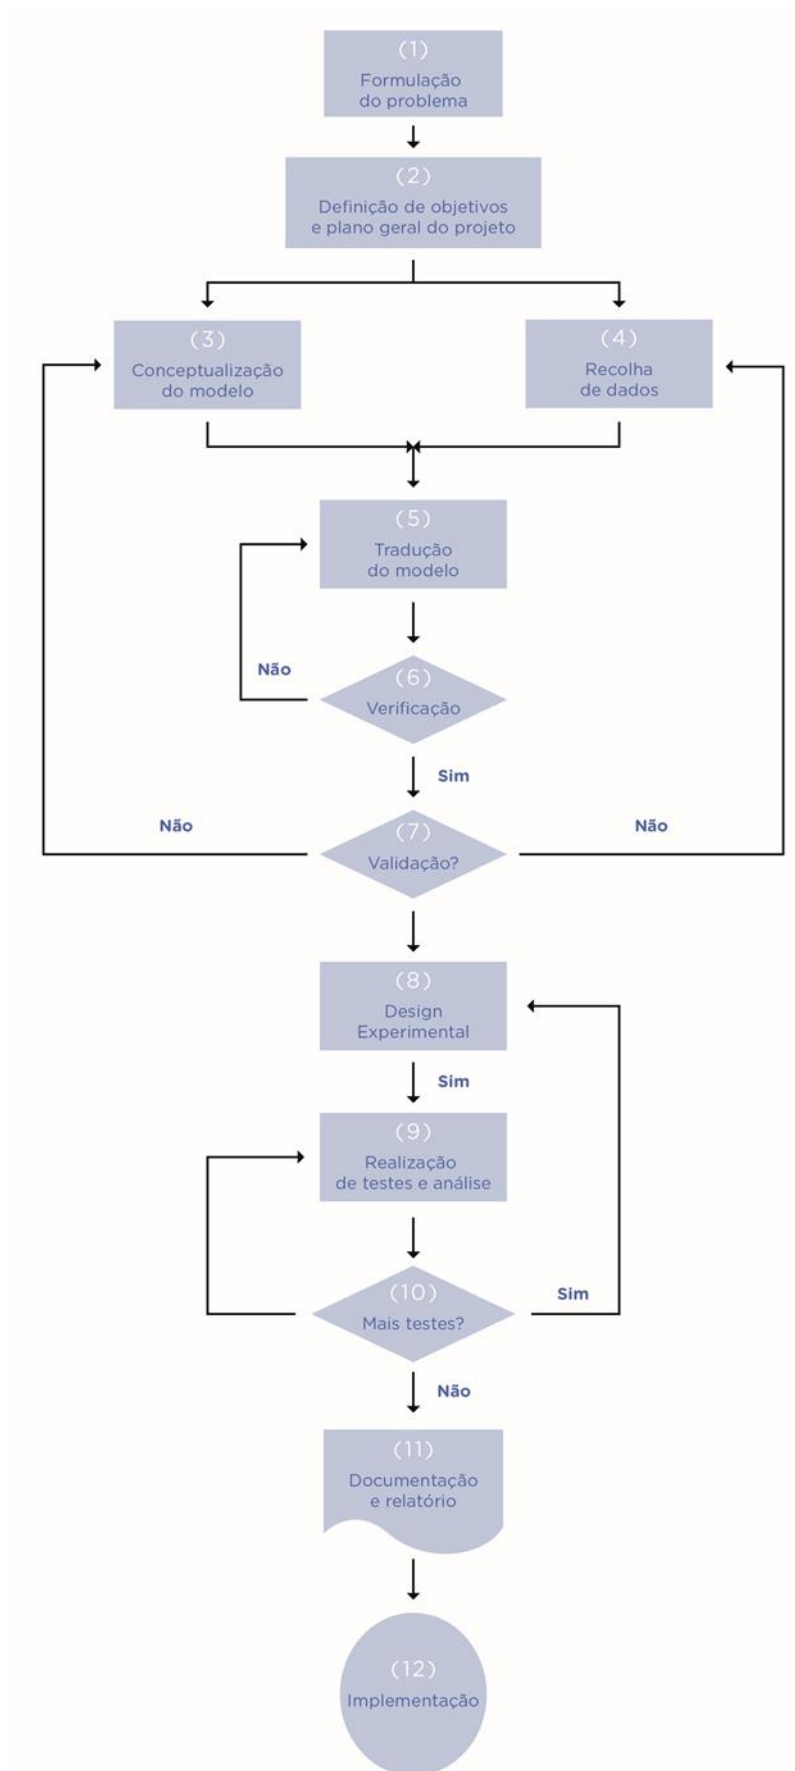 (1)
Formulação
do problema
(2)
Definição de objetivos
e plano geral do projeto
(3)
Conceptualização
do modelo
(4)
Recolha
de dados
(5)
Tradução
do modelo
Não
(6)
Verificação
Sim
Não
(7)
Validação?
Não
(8)
Design
Experimental
Sim
(9)
Realização
de testes e análise
(10)
Mais testes?
Sim
Não
(11)
Documentação
e relatório
(12)
Implementação